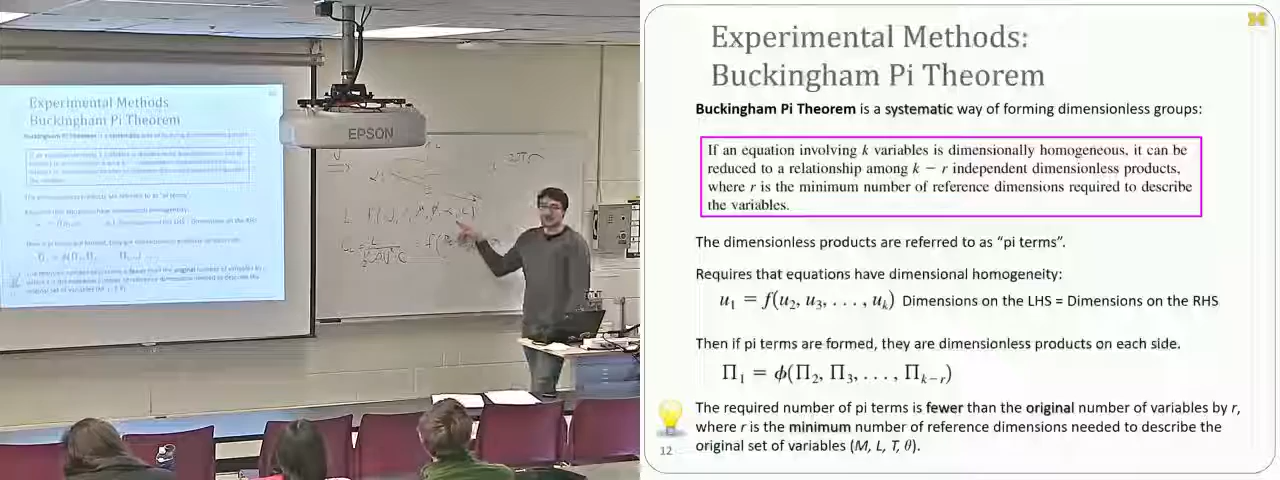 Experimental Methods
Buckingham Pi Theorem
EPSON
Experimental Methods:
Buckingham Pi Theorem
Buckingham Pi Theorem is a systematic way of forming dimensionless groups:
If an equation involving k variables is dimensionally homogeneous, it can be
reduced to a relationship among k − r independent dimensionless products,
where r is the minimum number of reference dimensions required to describe
the variables.
The dimensionless products are referred to as “pi terms”.
Requires that equations have dimensional homogeneity:
u₁ = f(u₂, u₃, . . . , uₖ) Dimensions on the LHS = Dimensions on the RHS
Then if pi terms are formed, they are dimensionless products on each side.
Π₁ = ϕ(Π₂, Π₃, . . . , Πₖ₋ᵣ)
The required number of pi terms is fewer than the original number of variables by r,
where r is the minimum number of reference dimensions needed to describe the
original set of variables (M, L, T, θ).
12